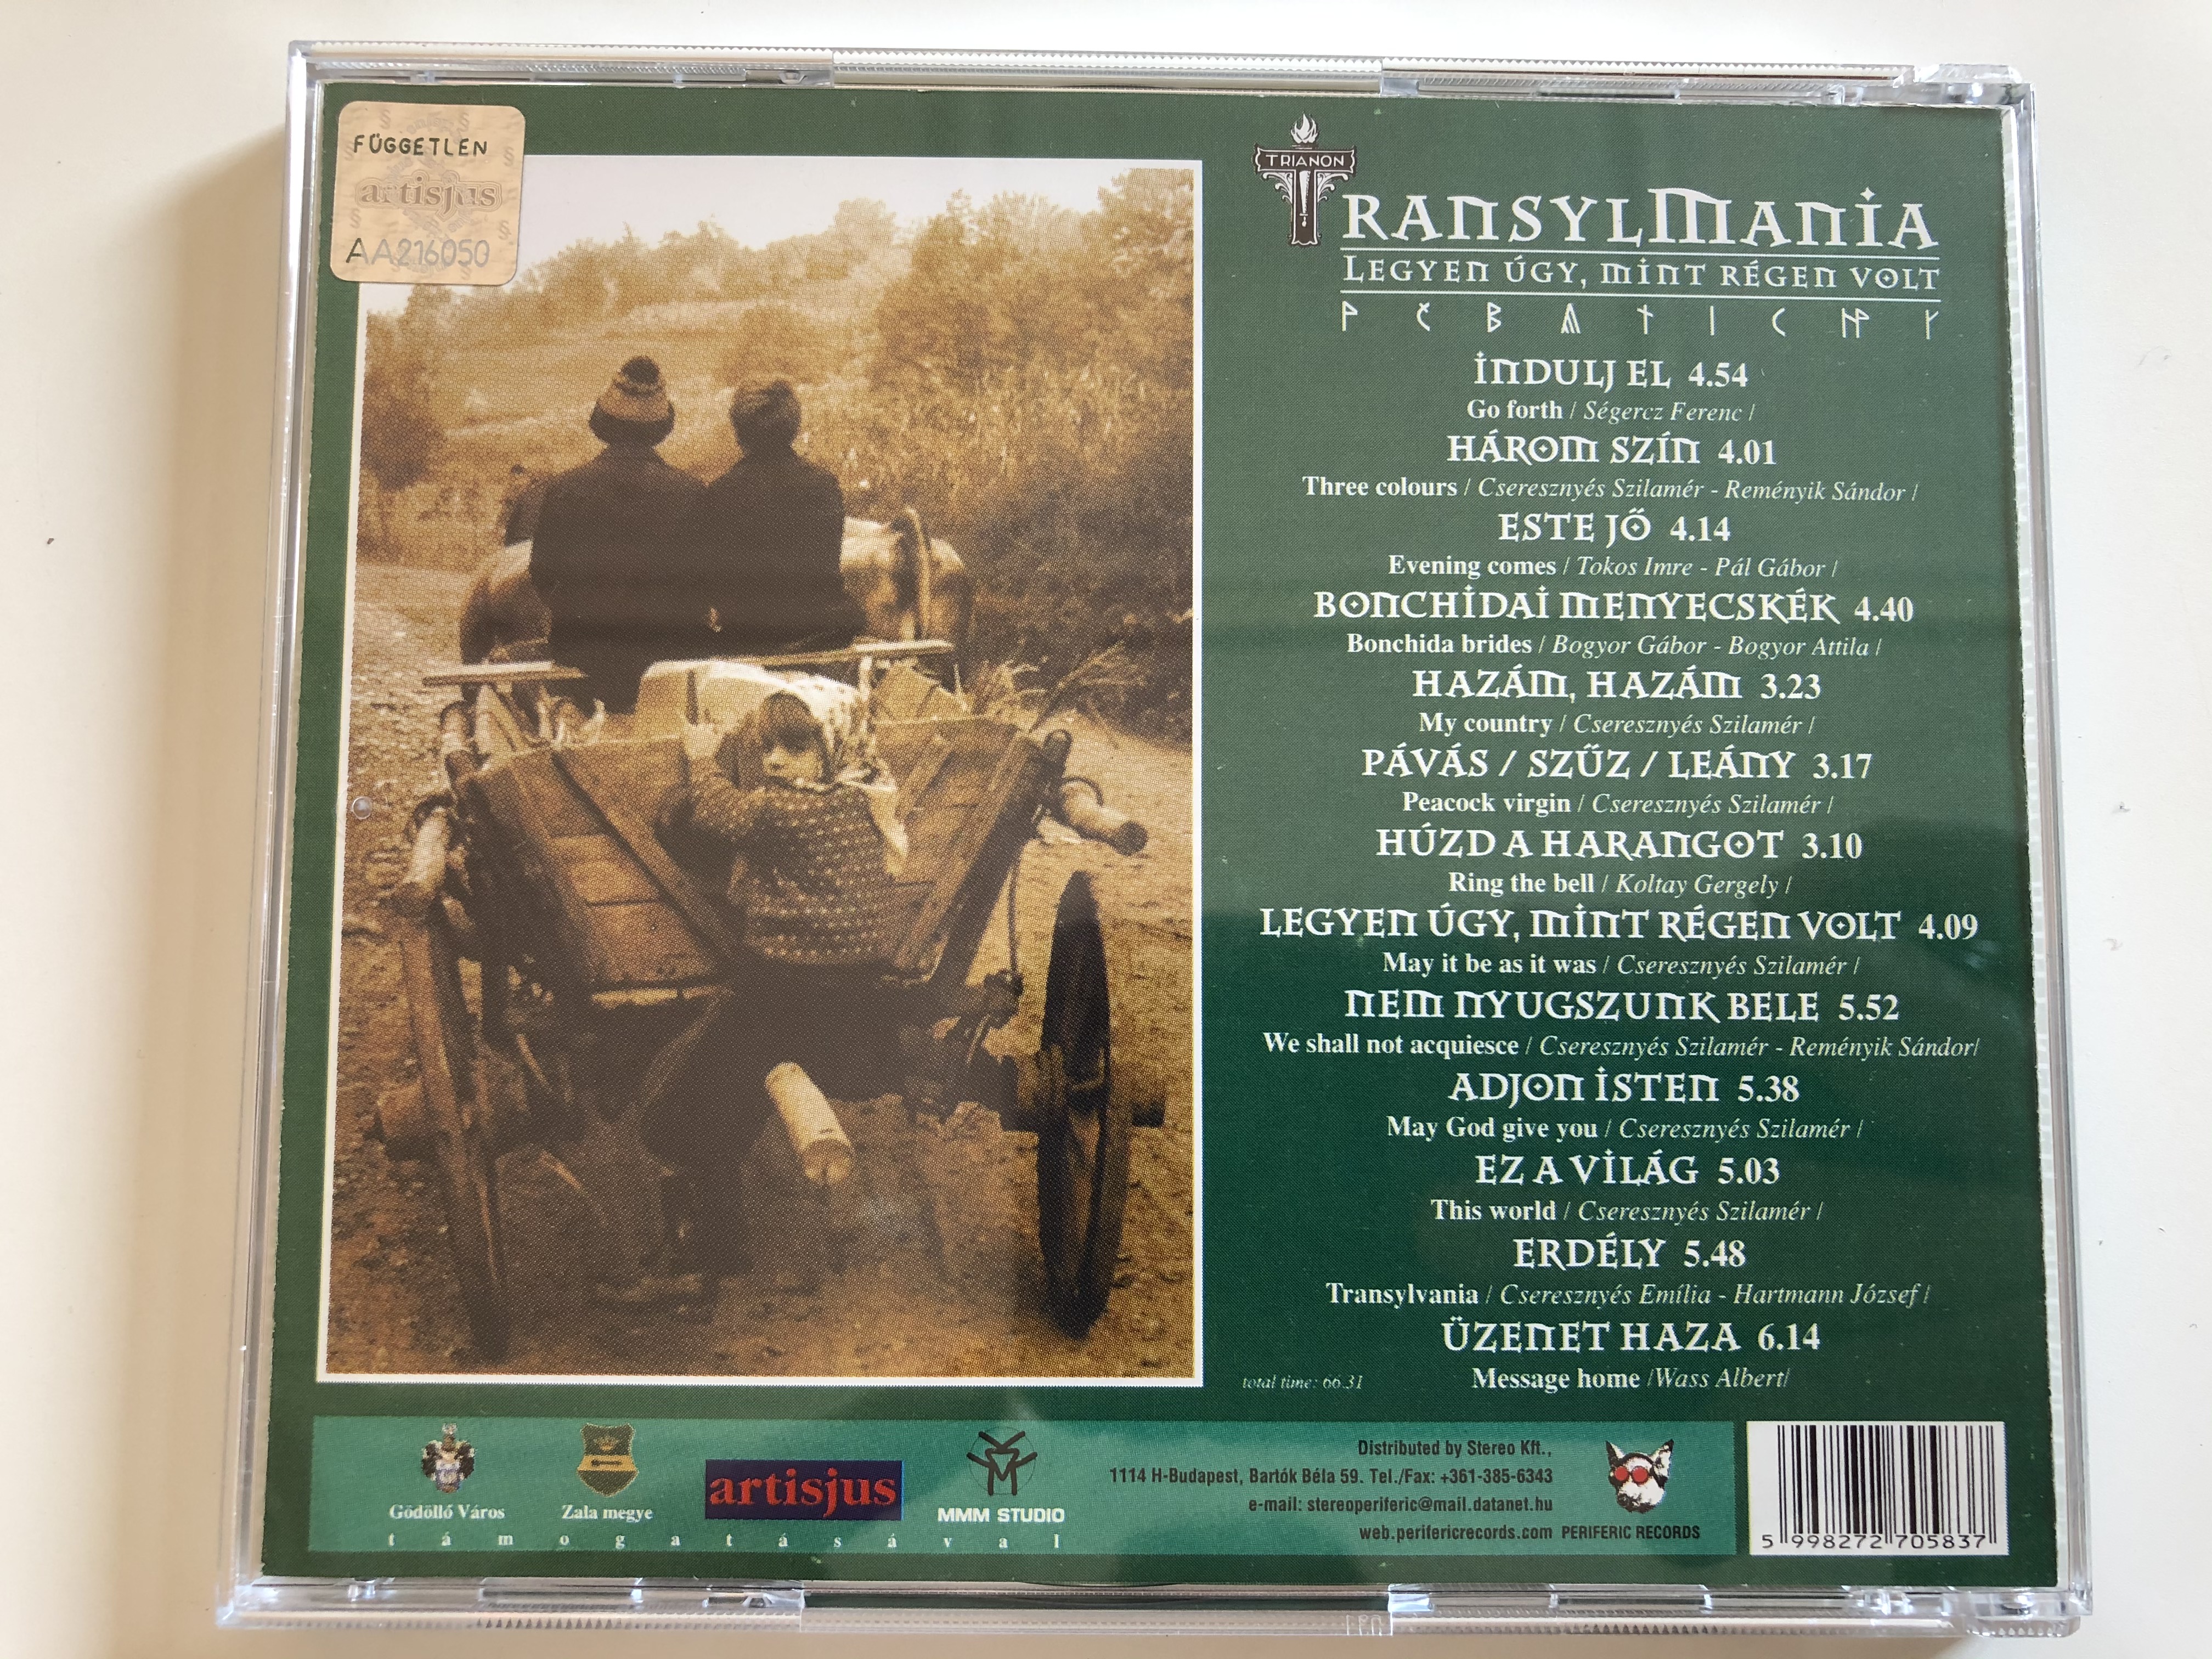 FÜGGETLEN
artisjus
AA216050
TRIANON
TRANSYLMANIA
LEGYEN ÚGY, MINT RÉGEN VOLT
INDULJ EL 4.54
Go forth / Ségercz Ferenc /
HÁROM SZÍN 4.01
Three colours / Cseresznyés Szilamér - Reményik Sándor /
ESTE JŐ 4.14
Evening comes / Tokos Imre - Pál Gábor /
BONCHIDAI MENYECSKÉK 4.40
Bonchida brides / Bogyor Gábor - Bogyor Attila /
HAZÁM, HAZÁM 3.23
My country / Cseresznyés Szilamér /
PÁVÁS / SZŰZ / LEÁNY 3.17
Peacock virgin / Cseresznyés Szilamér /
HÚZD A HARANGOT 3.10
Ring the bell / Koltay Gergely /
LEGYEN ÚGY, MINT RÉGEN VOLT 4.09
May it be as it was / Cseresznyés Szilamér /
NEM NYUGSZUNK BELE 5.52
We shall not acquiesce / Cseresznyés Szilamér - Reményik Sándor/
ADJON ISTEN 5.38
May God give you / Cseresznyés Szilamér /
EZ A VILÁG 5.03
This world / Cseresznyés Szilamér /
ERDÉLY 5.48
Transylvania / Cseresznyés Emília - Hartmann József /
ÜZENET HAZA 6.14
total time: 66.31
Message home /Wass Albert/
Gödöllő Város
Zala megye
artisjus
MMM STUDIO
támogatásával
Distributed by Stereo Kft.,
1114 H-Budapest, Bartók Béla 59. Tel./Fax: +361-385-6343
e-mail: stereoperiferic@mail.datanet.hu
web.perifericrecords.com
PERIFERIC RECORDS
5 998272 705837